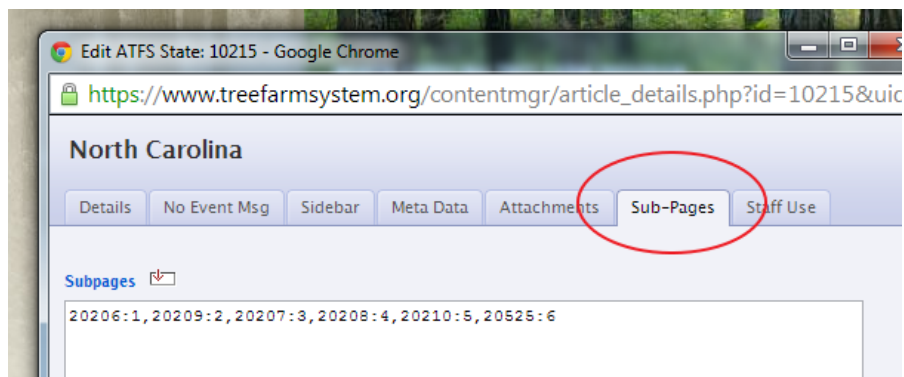 Edit ATFS State: 10215 - Google Chrome
https://www.treefarmsystem.org/contentmgr/article_details.php?id=10215&uid
North Carolina
Details No Event Msg Sidebar Meta Data Attachments Sub-Pages Staff Use
Subpages
20206:1,20209:2,20207:3,20208:4,20210:5,20525:6